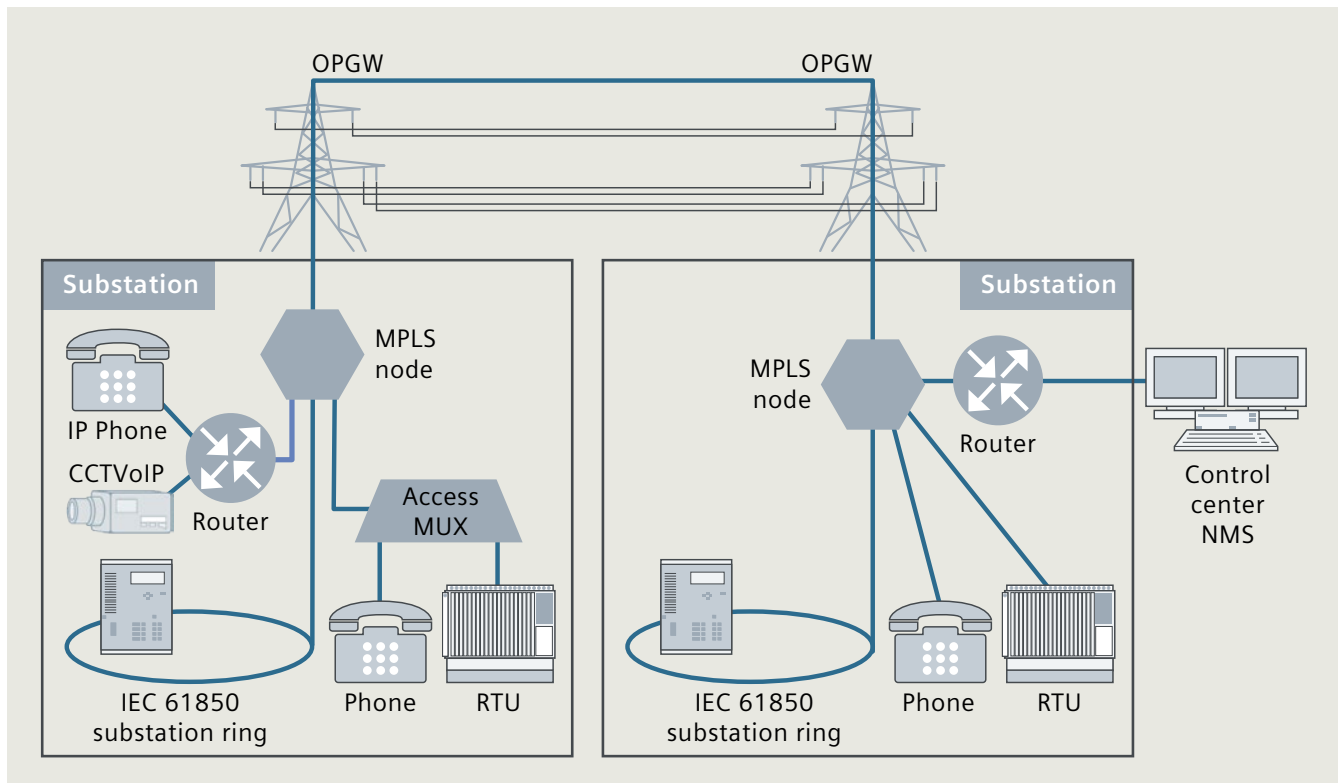 OPGW
OPGW
Substation
MPLS
node
IP Phone
CCTVoIP
Router
Access
MUX
IEC 61850
substation ring
Phone
RTU
Substation
MPLS
node
Router
Control
center
NMS
IEC 61850
substation ring
Phone
RTU